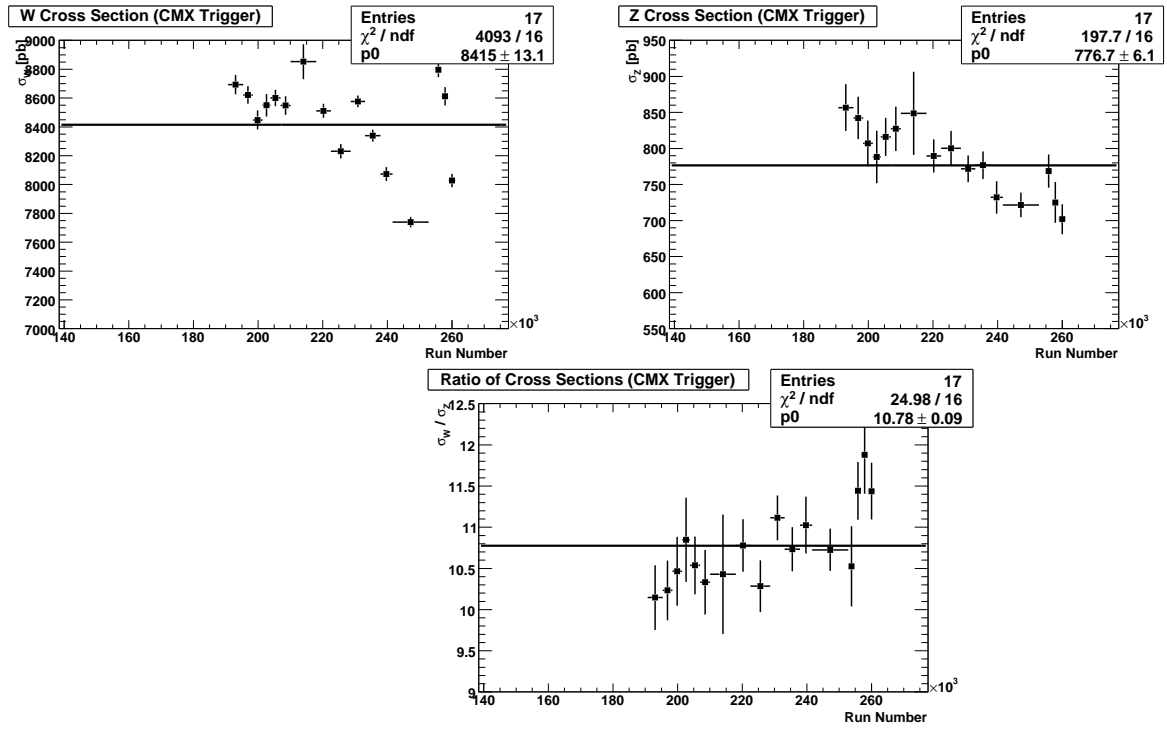 W Cross Section (CMX Trigger)
Entries 17
χ² / ndf 4093 / 16
p0 8415 ± 13.1
σW [pb]
9000
8800
8600
8400
8200
8000
7800
7600
7400
7200
7000
140 160 180 200 220 240 260
×10³
Run Number
Z Cross Section (CMX Trigger)
Entries 17
χ² / ndf 197.7 / 16
p0 776.7 ± 6.1
σZ [pb]
950
900
850
800
750
700
650
600
550
140 160 180 200 220 240 260
×10³
Run Number
Ratio of Cross Sections (CMX Trigger)
Entries 17
χ² / ndf 24.98 / 16
p0 10.78 ± 0.09
σW / σZ
12.5
12
11.5
11
10.5
10
9.5
9
140 160 180 200 220 240 260
×10³
Run Number